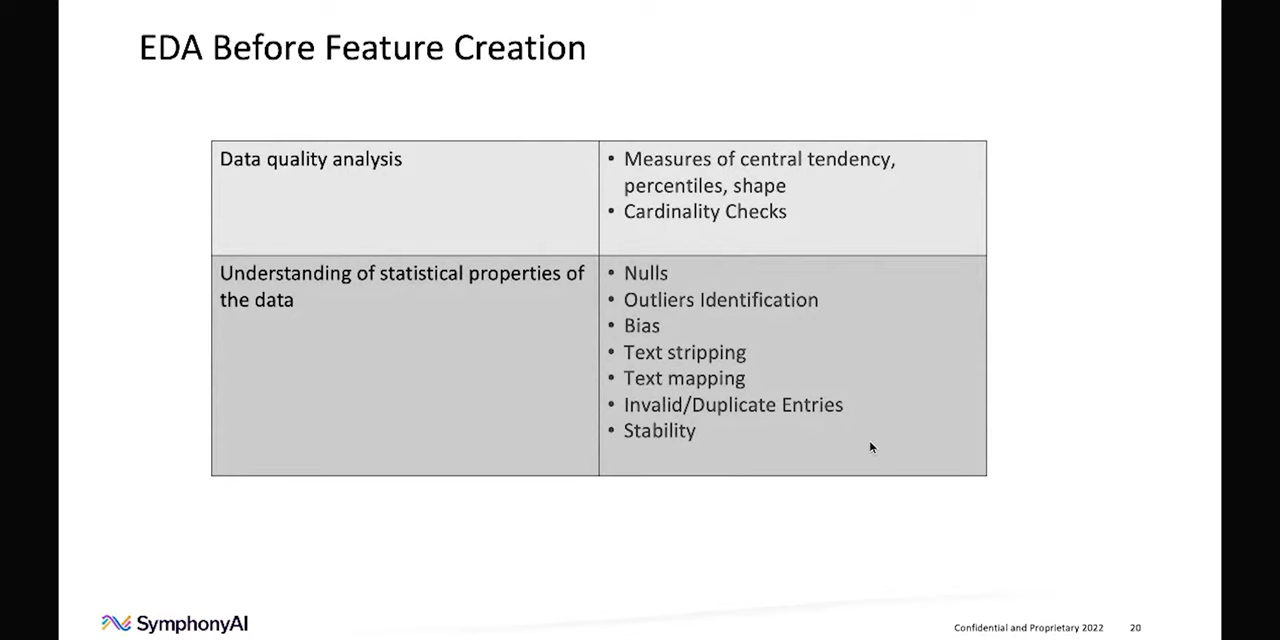 EDA Before Feature Creation
Data quality analysis
• Measures of central tendency,
percentiles, shape
• Cardinality Checks
Understanding of statistical properties of
the data
• Nulls
• Outliers Identification
• Bias
• Text stripping
• Text mapping
• Invalid/Duplicate Entries
• Stability
SymphonyAI
Confidential and Proprietary 2022
20